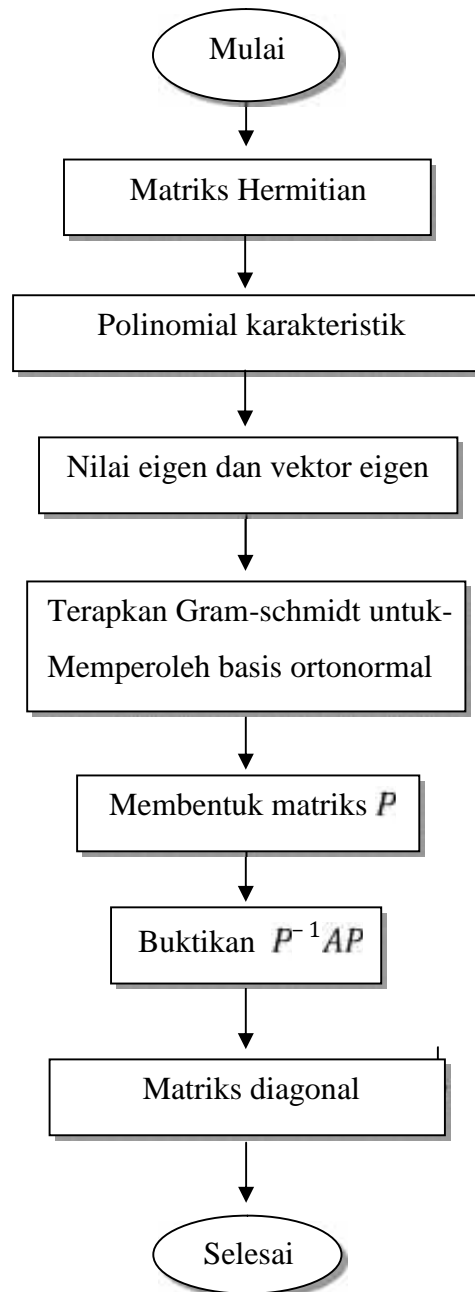 Mulai
Matriks Hermitian
Polinomial karakteristik
Nilai eigen dan vektor eigen
Terapkan Gram-schmidt untuk-
Memperoleh basis ortonormal
Membentuk matriks P
Buktikan P⁻¹AP
Matriks diagonal
Selesai